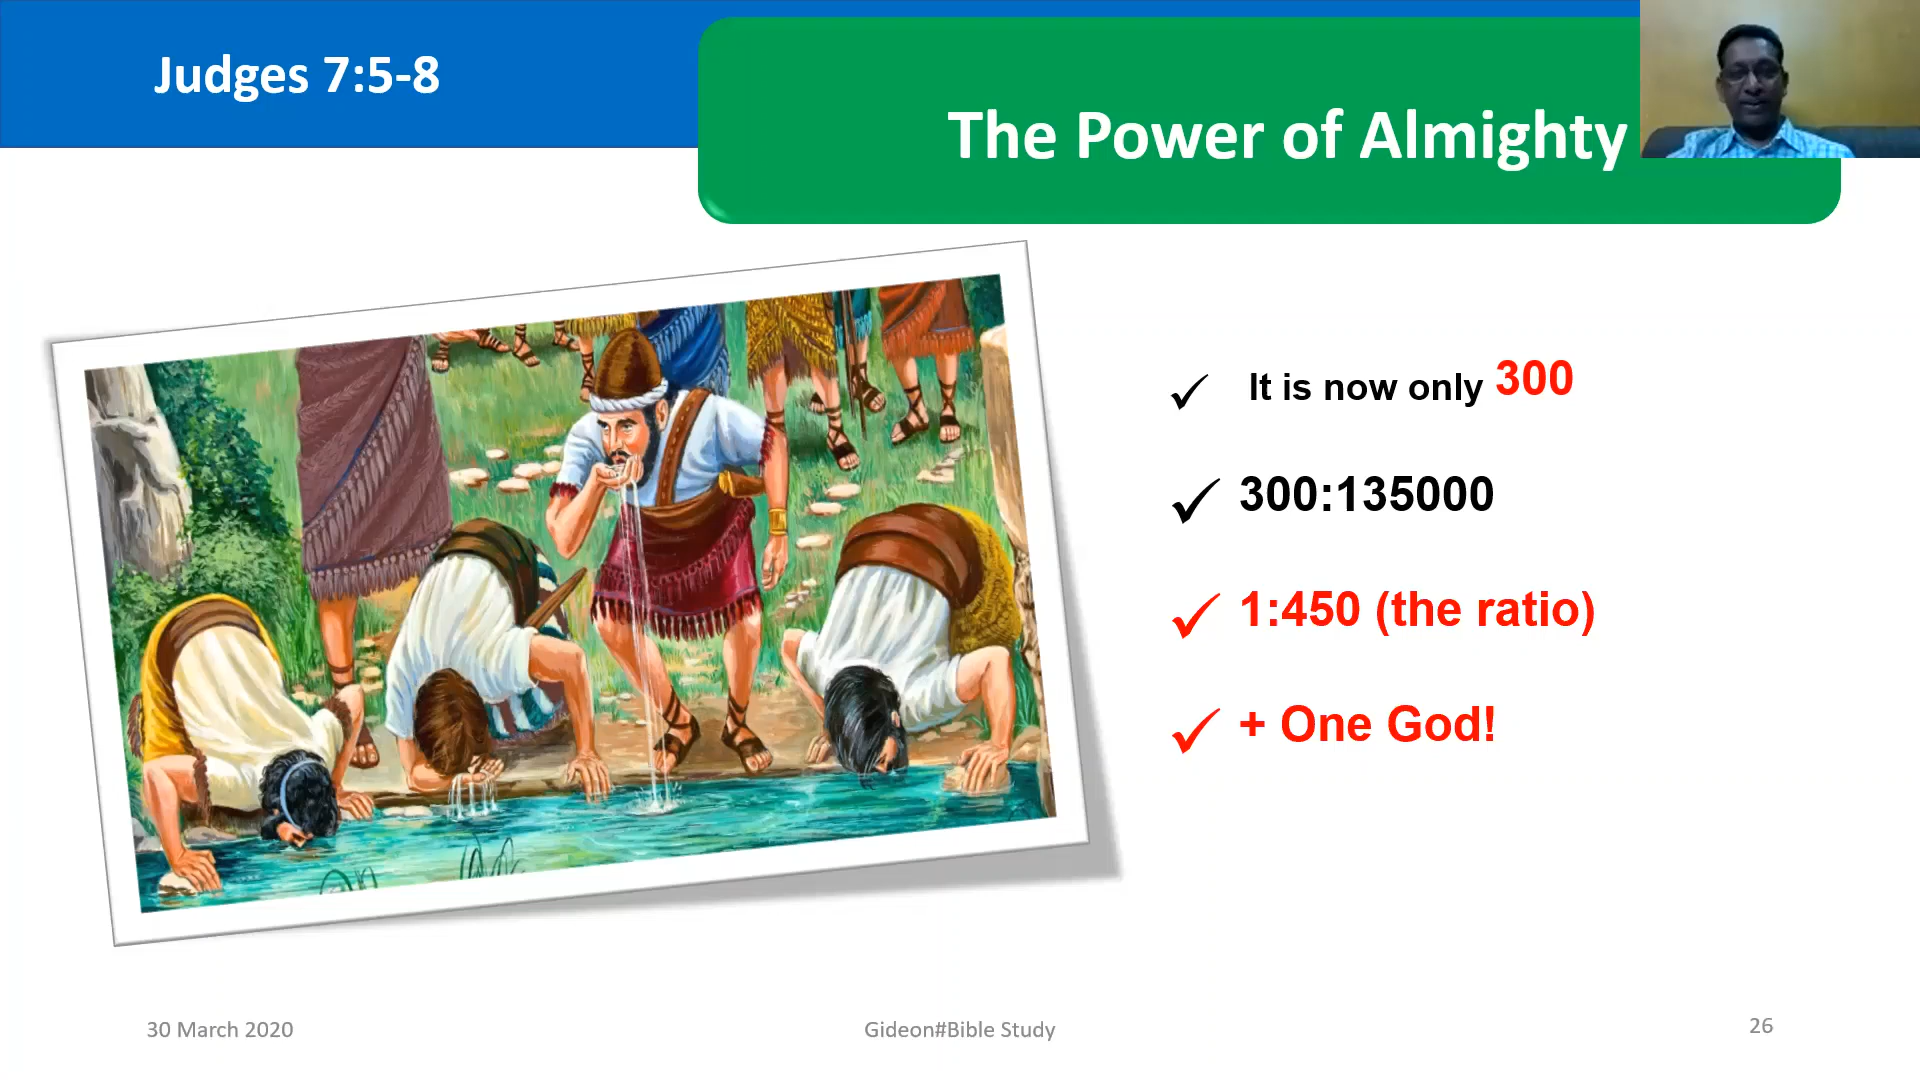 Judges 7:5-8
The Power of Almighty
It is now only 300
300:135000
1:450 (the ratio)
+ One God!
30 March 2020
Gideon#Bible Study
26